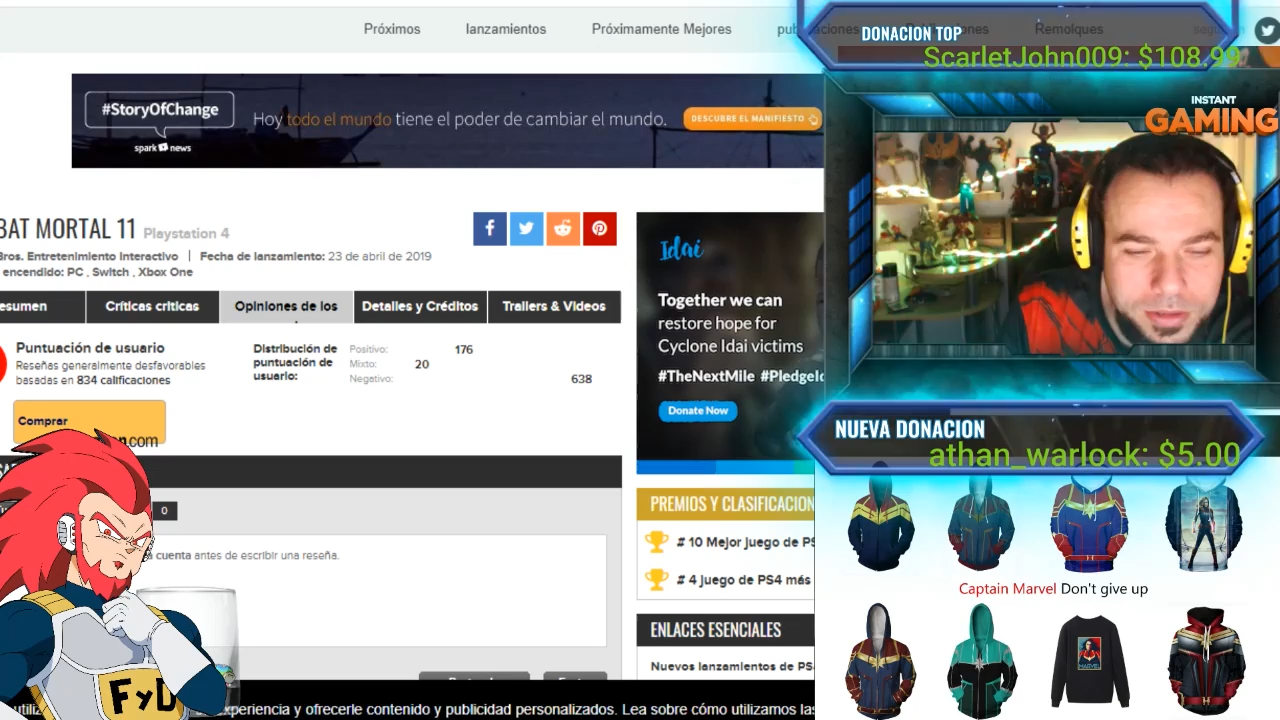 Próximos lanzamientos Próximamente Mejores
DONACION TOP
ScarletJohn009: $108.99
#StoryOfChange
spark news
Hoy todo el mundo tiene el poder de cambiar el mundo.
DESCUBRE EL MANIFIESTO
INSTANT
GAMING
BAT MORTAL 11 Playstation 4
Bros. Entretenimiento Interactivo | Fecha de lanzamiento: 23 de abril de 2019
encendido: PC , Switch , Xbox One
esumen Críticas críticas Opiniones de los Detalles y Créditos Trailers & Videos
Puntuación de usuario
Reseñas generalmente desfavorables
basadas en 834 calificaciones
Distribución de
puntuación de
usuario:
Positivo: 176
Mixto: 20
Negativo: 638
Comprar
on.com
Idai
Together we can
restore hope for
Cyclone Idai victims
#TheNextMile #PledgeId
Donate Now
NUEVA DONACION
athan_warlock: $5.00
0
cuenta antes de escribir una reseña.
PREMIOS Y CLASIFICACION
# 10 Mejor juego de PS
# 4 juego de PS4 más
ENLACES ESENCIALES
Nuevos lanzamientos de PS
Captain Marvel Don't give up
MARVEL
FyD
xperiencia y ofrecerle contenido y publicidad personalizados. Lea sobre cómo utilizamos las